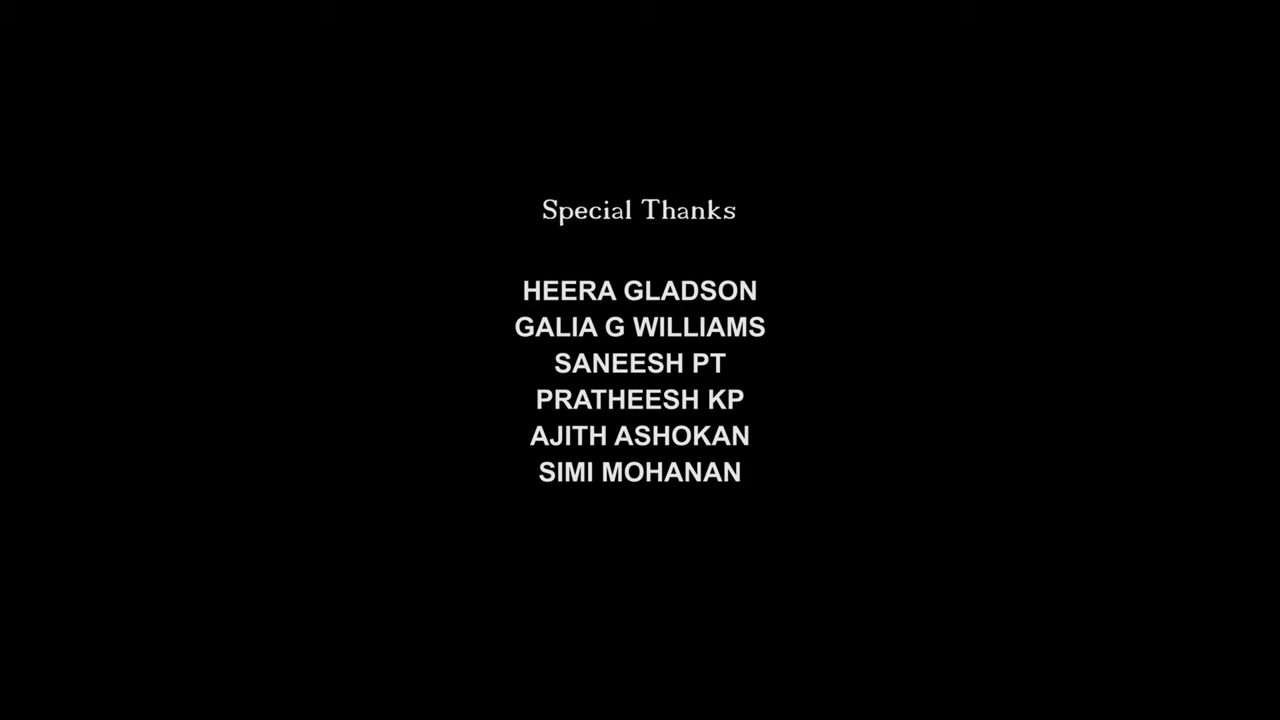 Special Thanks
HEERA GLADSON
GALIA G WILLIAMS
SANEESH PT
PRATHEESH KP
AJITH ASHOKAN
SIMI MOHANAN